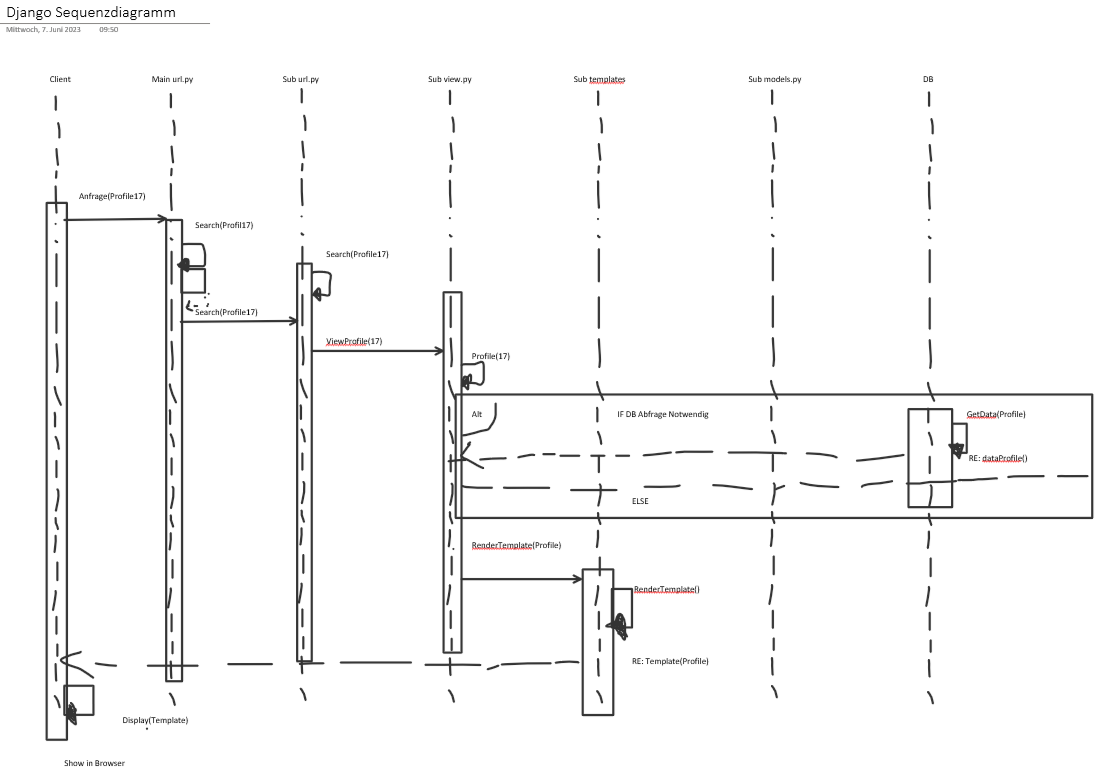 Django Sequenzdiagramm
Mittwoch, 7. Juni 2023 09:50
Client Main url.py Sub url.py Sub view.py Sub templates Sub models.py DB
Anfrage(Profile17)
Search(Profil17)
Search(Profile17)
Search(Profile17)
ViewProfile(17)
Profile(17)
Alt IF DB Abfrage Notwendig GetData(Profile)
RE: dataProfile()
ELSE
RenderTemplate(Profile)
RenderTemplate()
RE: Template(Profile)
Display(Template)
Show in Browser